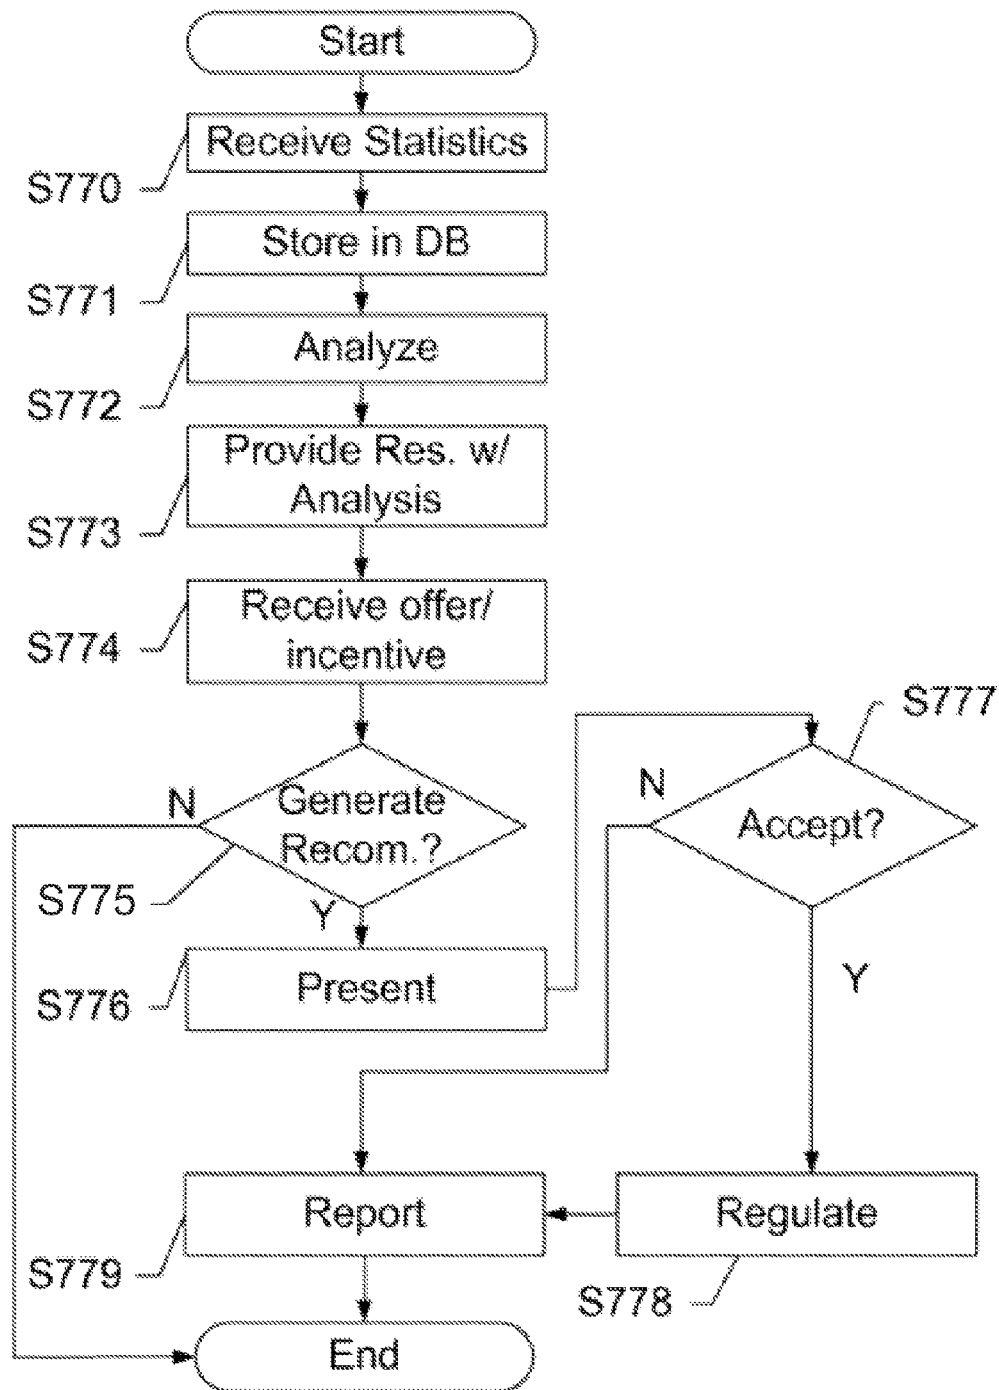 Start
Receive Statistics
S770
Store in DB
S771
Analyze
S772
Provide Res. w/
Analysis
S773
Receive offer/
incentive
S774
S777
N
Generate
Recom.?
N
Accept?
S775
Y
Present
S776
Y
Report
Regulate
S779
S778
End